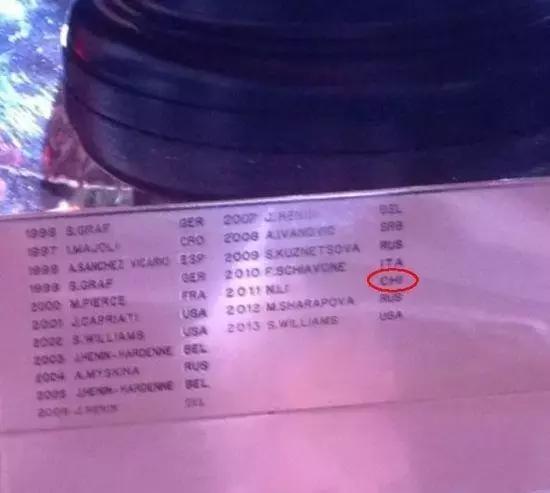 1996 S.GRAF GER
1997 I.MAJOLI CRO
1998 A.SANCHEZ VICARIO ESP
1999 S.GRAF GER
2000 M.PIERCE FRA
2001 J.CAPRIATI USA
2002 S.WILLIAMS USA
2003 J.HENIN-HARDENNE BEL
2004 A.MYSKINA RUS
2005 J.HENIN-HARDENNE BEL
2006 J.HENIN BEL
2007 J.HENIN BEL
2008 A.IVANOVIC SRB
2009 S.KUZNETSOVA RUS
2010 F.SCHIAVONE ITA
2011 N.LI CHI
2012 M.SHARAPOVA RUS
2013 S.WILLIAMS USA